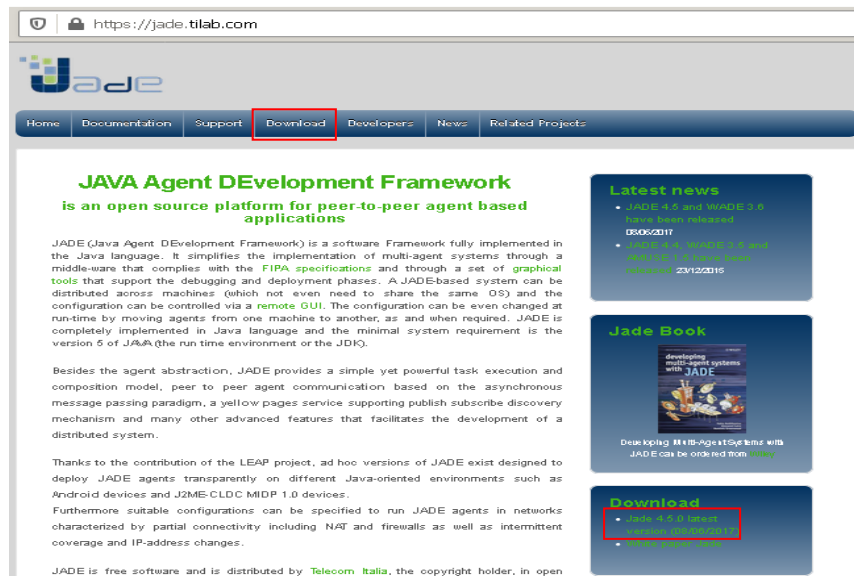 https://jade.tilab.com
Jade
Home Documentation Support Download Developers News Related Projects
JAVA Agent DEvelopment Framework
is an open source platform for peer-to-peer agent based
applications
JADE (Java Agent DEvelopment Framework) is a software Framework fully implemented in
the Java language. It simplifies the implementation of multi-agent systems through a
middle-ware that complies with the FIPA specifications and through a set of graphical
tools that support the debugging and deployment phases. A JADE-based system can be
distributed across machines (which not even need to share the same OS) and the
configuration can be controlled via a remote GUI. The configuration can be even changed at
run-time by moving agents from one machine to another, as and when required. JADE is
completely implemented in Java language and the minimal system requirement is the
version 5 of JAVA (the run time environment or the JDK).
Besides the agent abstraction, JADE provides a simple yet powerful task execution and
composition model, peer to peer agent communication based on the asynchronous
message passing paradigm, a yellow pages service supporting publish subscribe discovery
mechanism and many other advanced features that facilitates the development of a
distributed system.
Thanks to the contribution of the LEAP project, ad hoc versions of JADE exist designed to
deploy JADE agents transparently on different Java-oriented environments such as
Android devices and J2ME-CLDC MIDP 1.0 devices.
Furthermore suitable configurations can be specified to run JADE agents in networks
characterized by partial connectivity including NAT and firewalls as well as intermittent
coverage and IP-address changes.
JADE is free software and is distributed by Telecom Italia, the copyright holder, in open
Latest news
JADE 4.5 and WADE 3.6
have been released
08/06/2017
JADE 4.4, WADE 3.5 and
AMUSE 1.5 have been
released 23/12/2015
Jade Book
developing
multi-agent systems
with JADE
Developing Multi-Agent Systems with
JADE can be ordered from
Download
Jade 4.5.0 latest
version (08/06/2017)